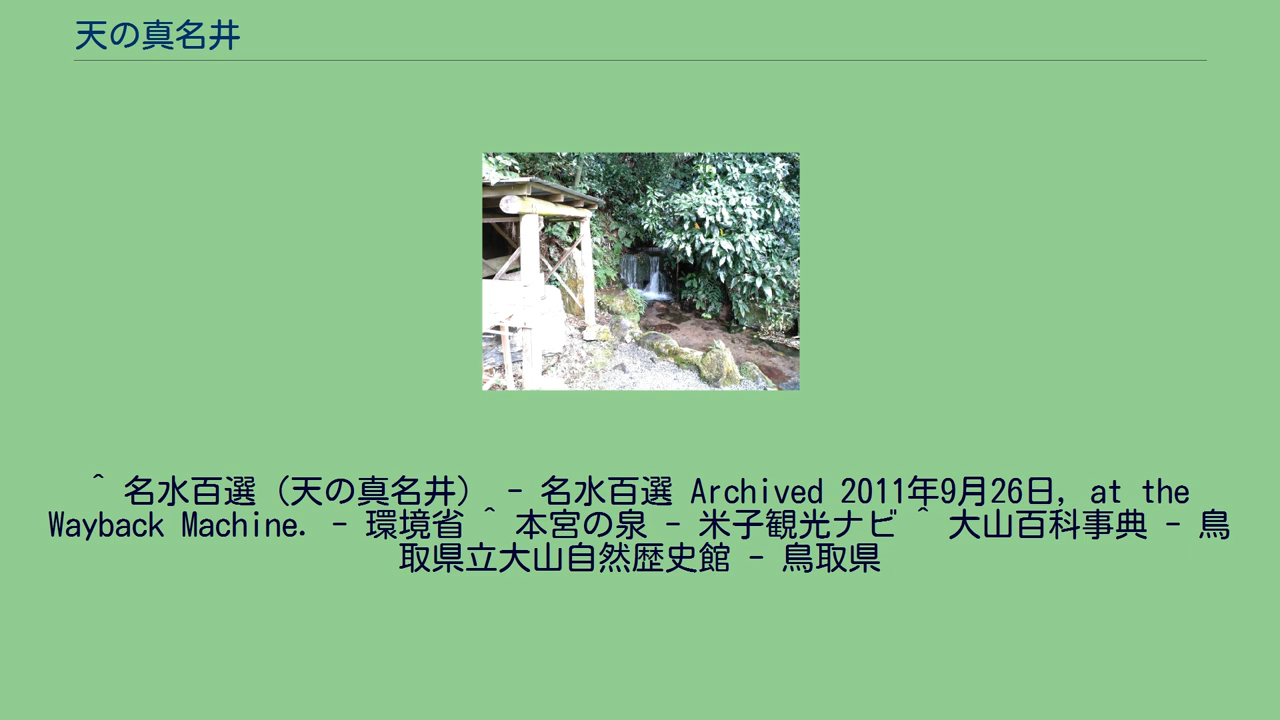 天の真名井
^ 名水百選（天の真名井） - 名水百選 Archived 2011年9月26日, at the
Wayback Machine. - 環境省 ^ 本宮の泉 - 米子観光ナビ ^ 大山百科事典 - 鳥
取県立大山自然歴史館 - 鳥取県